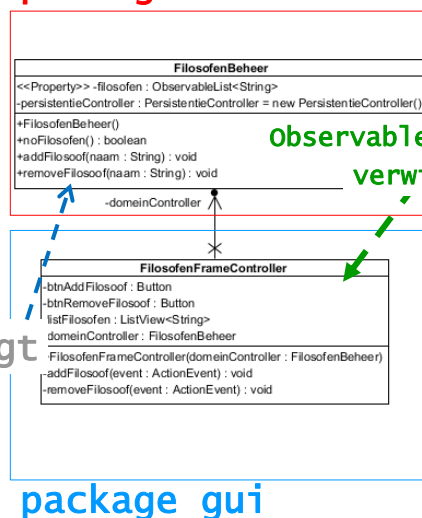 FilosofenBeheer
<<Property>> -filosofen : ObservableList<String>
-persistentieController : PersistentieController = new PersistentieController()
+FilosofenBeheer()
+noFilosofen() : boolean
+addFilosoof(naam : String) : void
+removeFilosoof(naam : String) : void
Observable
verw
-domeinController
FilosofenFrameController
-btnAddFilosoof : Button
-btnRemoveFilosoof : Button
listFilosofen : ListView<String>
domeinController : FilosofenBeheer
gt
FilosofenFrameController(domeinController : FilosofenBeheer)
-addFilosoof(event : ActionEvent) : void
-removeFilosoof(event : ActionEvent) : void
package gui